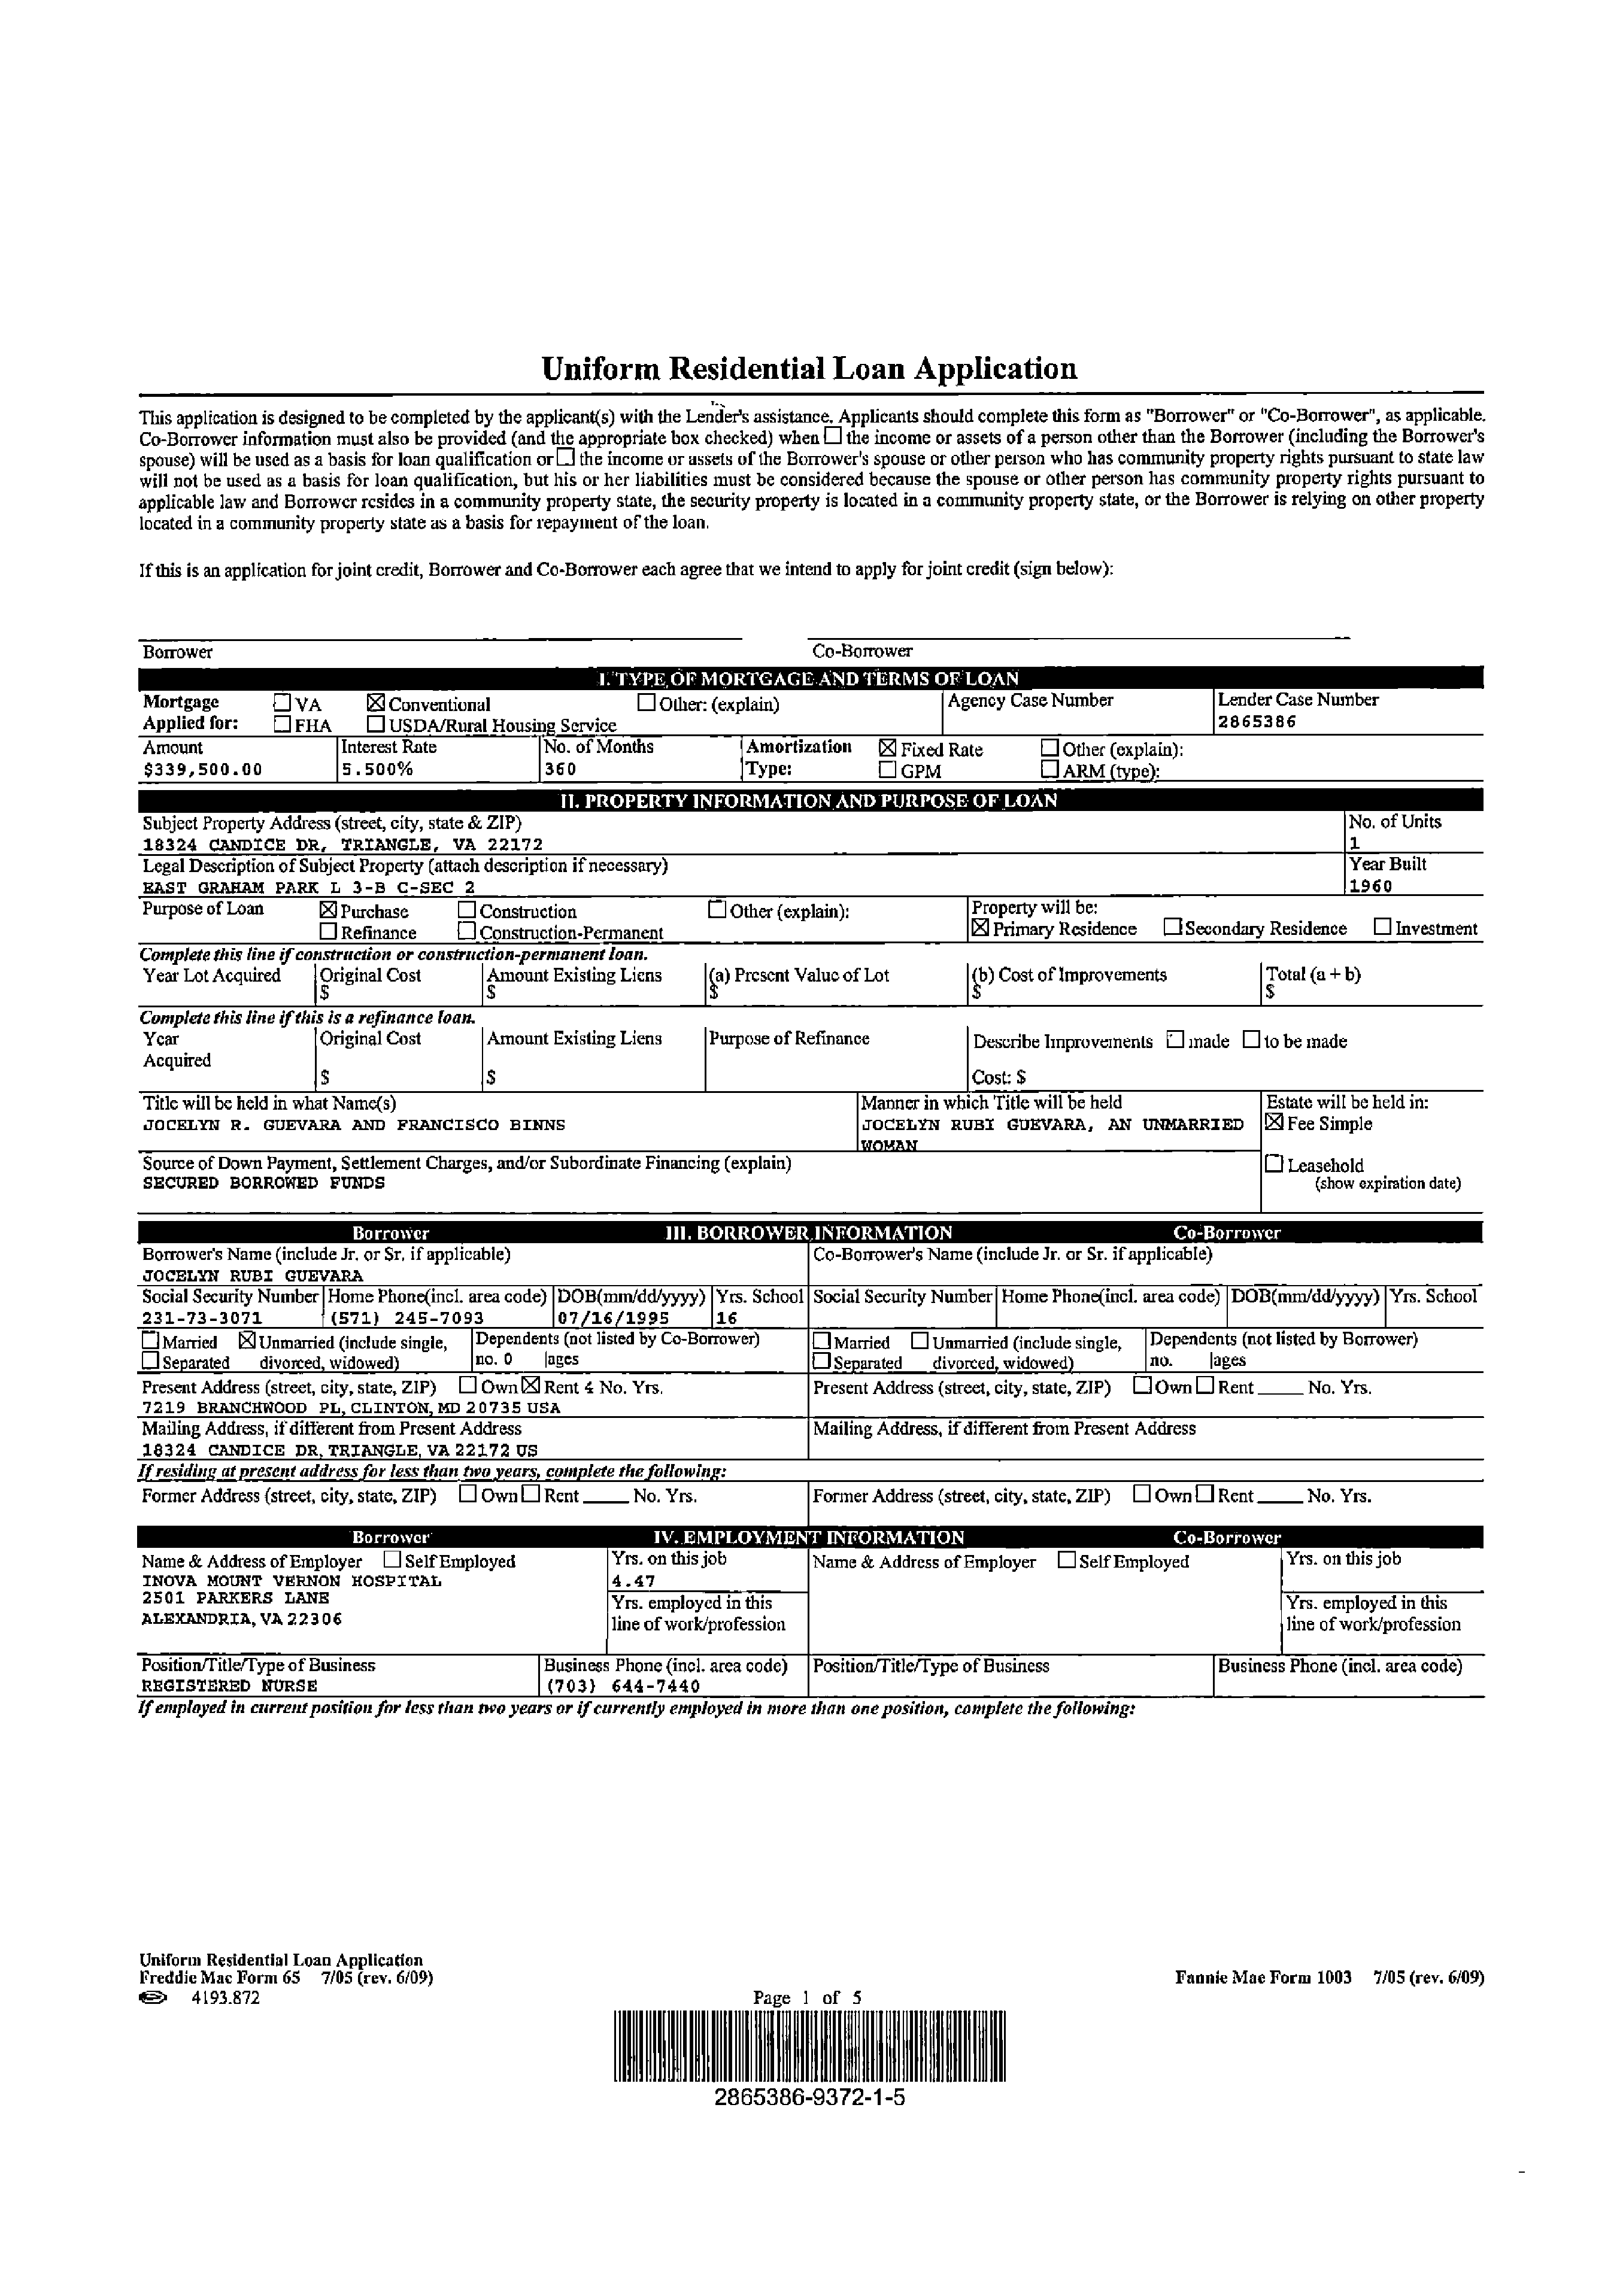 Uniform Residential Loan Application
This application is designed to be completed by the applicant(s) with the Lender's assistance. Applicants should complete this form as "Borrower" or "Co-Borrower", as applicable.
Co-Borrower information must also be provided (and the appropriate box checked) when ☐ the income or assets of a person other than the Borrower (including the Borrower's
spouse) will be used as a basis for loan qualification or ☐ the income or assets of the Borrower's spouse or other person who has community property rights pursuant to state law
will not be used as a basis for loan qualification, but his or her liabilities must be considered because the spouse or other person has community property rights pursuant to
applicable law and Borrower resides in a community property state, the security property is located in a community property state, or the Borrower is relying on other property
located in a community property state as a basis for repayment of the loan.
If this is an application for joint credit, Borrower and Co-Borrower each agree that we intend to apply for joint credit (sign below):
Borrower Co-Borrower
I. TYPE OF MORTGAGE AND TERMS OF LOAN
Mortgage ☐ VA ☒ Conventional ☐ Other: (explain) Agency Case Number Lender Case Number
Applied for: ☐ FHA ☐ USDA/Rural Housing Service 2865386
Amount Interest Rate No. of Months Amortization ☒ Fixed Rate ☐ Other (explain):
$339,500.00 5.500% 360 Type: ☐ GPM ☐ ARM (type):
II. PROPERTY INFORMATION AND PURPOSE OF LOAN
Subject Property Address (street, city, state & ZIP) No. of Units
18324 CANDICE DR, TRIANGLE, VA 22172 1
Legal Description of Subject Property (attach description if necessary) Year Built
EAST GRAHAM PARK L 3-B C-SEC 2 1960
Purpose of Loan ☒ Purchase ☐ Construction ☐ Other (explain): Property will be:
☐ Refinance ☐ Construction-Permanent ☒ Primary Residence ☐ Secondary Residence ☐ Investment
Complete this line if construction or construction-permanent loan.
Year Lot Acquired Original Cost Amount Existing Liens (a) Present Value of Lot (b) Cost of Improvements Total (a + b)
$ $ $ $ $
Complete this line if this is a refinance loan.
Year Original Cost Amount Existing Liens Purpose of Refinance Describe Improvements ☐ made ☐ to be made
Acquired
$ $ Cost: $
Title will be held in what Name(s) Manner in which Title will be held Estate will be held in:
JOCELYN R. GUEVARA AND FRANCISCO BINNS JOCELYN RUBI GUEVARA, AN UNMARRIED ☒ Fee Simple
WOMAN
Source of Down Payment, Settlement Charges, and/or Subordinate Financing (explain) ☐ Leasehold
SECURED BORROWED FUNDS (show expiration date)
Borrower III. BORROWER INFORMATION Co-Borrower
Borrower's Name (include Jr. or Sr. if applicable) Co-Borrower's Name (include Jr. or Sr. if applicable)
JOCELYN RUBI GUEVARA
Social Security Number Home Phone(incl. area code) DOB(mm/dd/yyyy) Yrs. School Social Security Number Home Phone(incl. area code) DOB(mm/dd/yyyy) Yrs. School
231-73-3071 (571) 245-7093 07/16/1995 16
☐ Married ☒ Unmarried (include single, Dependents (not listed by Co-Borrower) ☐ Married ☐ Unmarried (include single, Dependents (not listed by Borrower)
☐ Separated divorced, widowed) no. 0 ages ☐ Separated divorced, widowed) no. ages
Present Address (street, city, state, ZIP) ☐ Own ☒ Rent 4 No. Yrs. Present Address (street, city, state, ZIP) ☐ Own ☐ Rent ____ No. Yrs.
7219 BRANCHWOOD PL, CLINTON, MD 20735 USA
Mailing Address, if different from Present Address Mailing Address, if different from Present Address
18324 CANDICE DR, TRIANGLE, VA 22172 US
If residing at present address for less than two years, complete the following:
Former Address (street, city, state, ZIP) ☐ Own ☐ Rent ____ No. Yrs. Former Address (street, city, state, ZIP) ☐ Own ☐ Rent ____ No. Yrs.
Borrower IV. EMPLOYMENT INFORMATION Co-Borrower
Name & Address of Employer ☐ Self Employed Yrs. on this job Name & Address of Employer ☐ Self Employed Yrs. on this job
INOVA MOUNT VERNON HOSPITAL 4.47
2501 PARKERS LANE Yrs. employed in this Yrs. employed in this
ALEXANDRIA, VA 22306 line of work/profession line of work/profession
Position/Title/Type of Business Business Phone (incl. area code) Position/Title/Type of Business Business Phone (incl. area code)
REGISTERED NURSE (703) 644-7440
If employed in current position for less than two years or if currently employed in more than one position, complete the following:
Uniform Residential Loan Application
Freddie Mac Form 65 7/05 (rev. 6/09) Fannie Mae Form 1003 7/05 (rev. 6/09)
4193.872 Page 1 of 5
2865386-9372-1-5